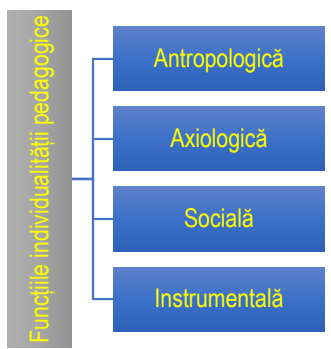 Funcțiile individualității pedagogice
Antropologică
Axiologică
Socială
Instrumentală